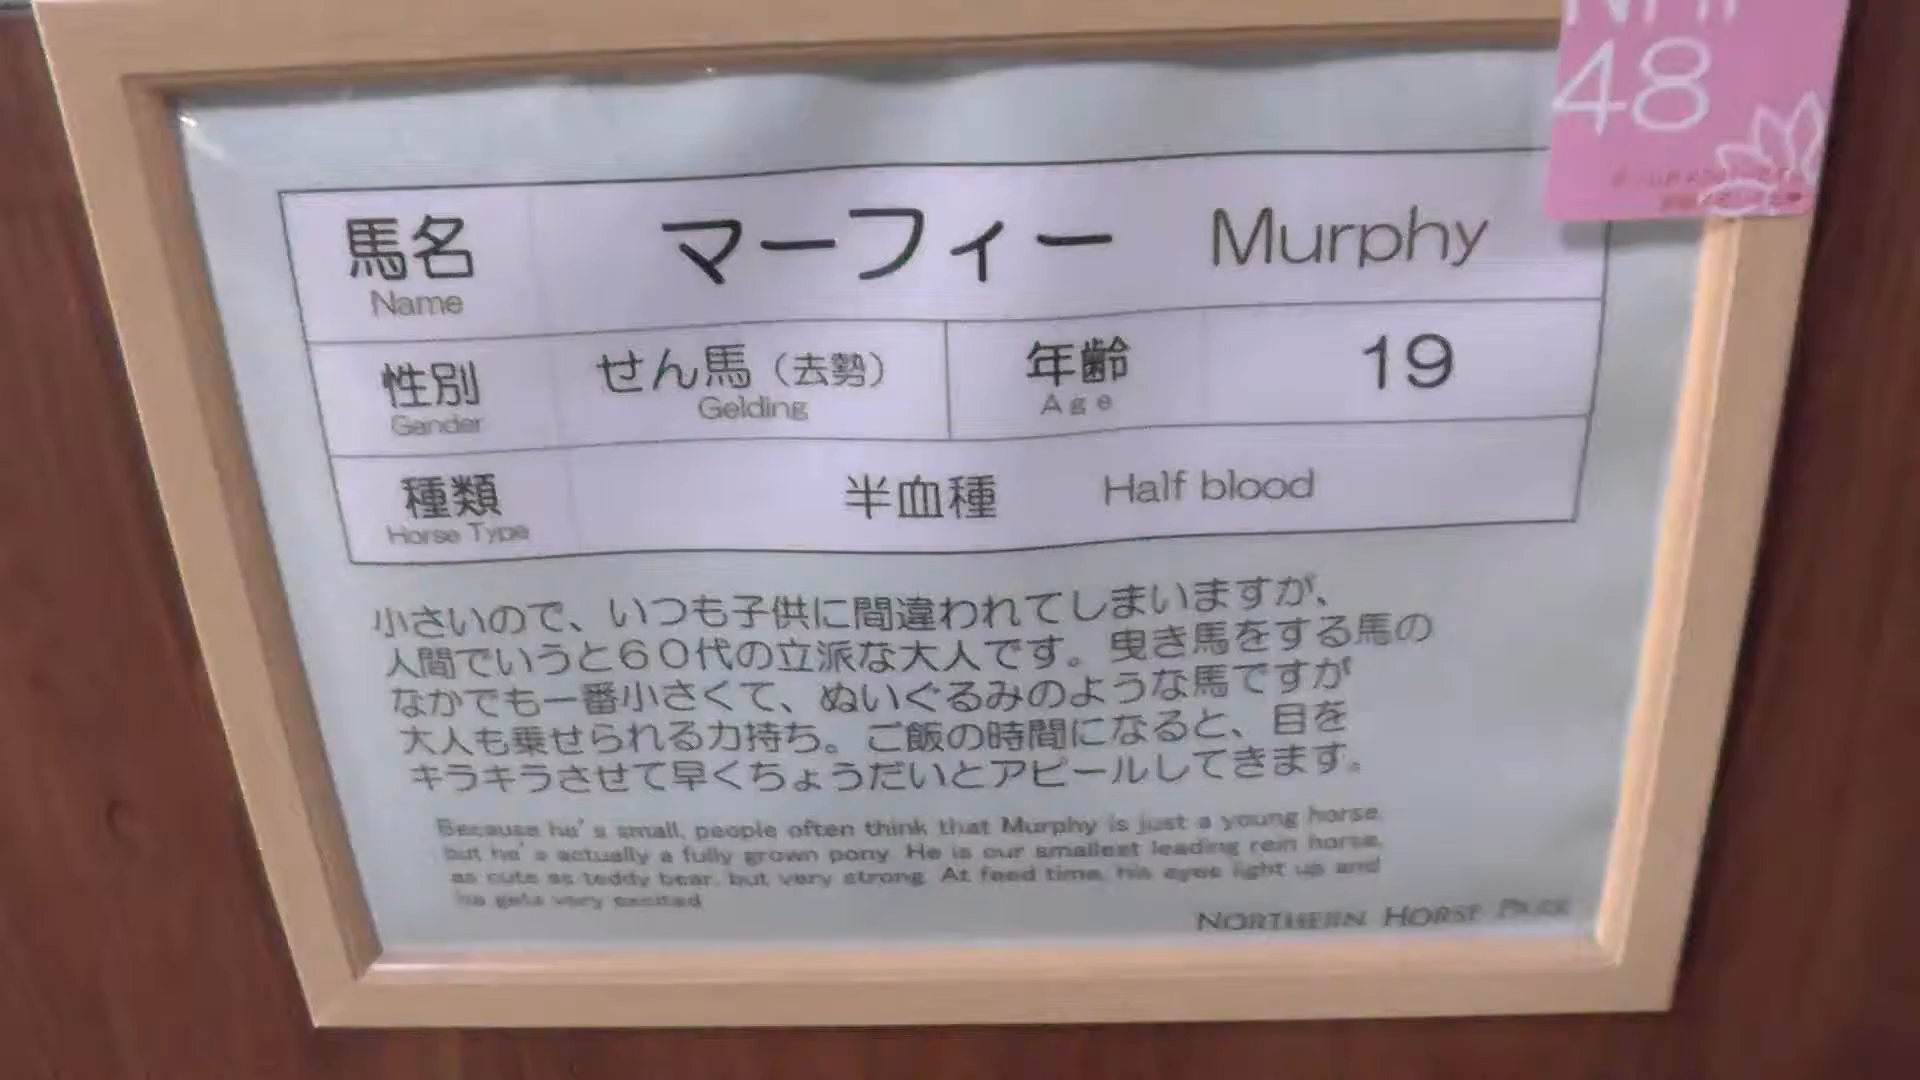 48
馬名 マーフィー Murphy
Name
性別 せん馬（去勢） 年齢 19
Gender Gelding Age
種類 半血種 Half blood
Horse Type
小さいので、いつも子供に間違われてしまいますが、
人間でいうと６０代の立派な大人です。曳き馬をする馬の
なかでも一番小さくて、ぬいぐるみのような馬ですが
大人も乗せられる力持ち。ご飯の時間になると、目を
キラキラさせて早くちょうだいとアピールしてきます。
Because he's small, people often think that Murphy is just a young horse,
but he's actually a fully grown pony. He is our smallest leading rein horse,
as cute as teddy bear, but very strong. At feed time, his eyes light up and
he gets very excited.
NORTHERN HORSE PARK